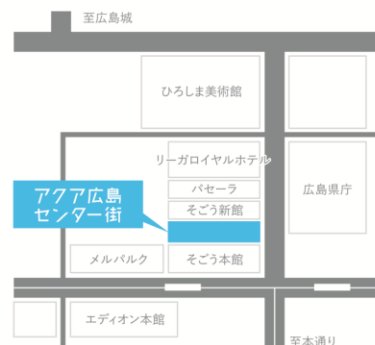 至広島城
ひろしま美術館
リーガロイヤルホテル
パセーラ
広島県庁
アクア広島
センター街
そごう新館
メルパルク
そごう本館
エディオン本館
至本通り